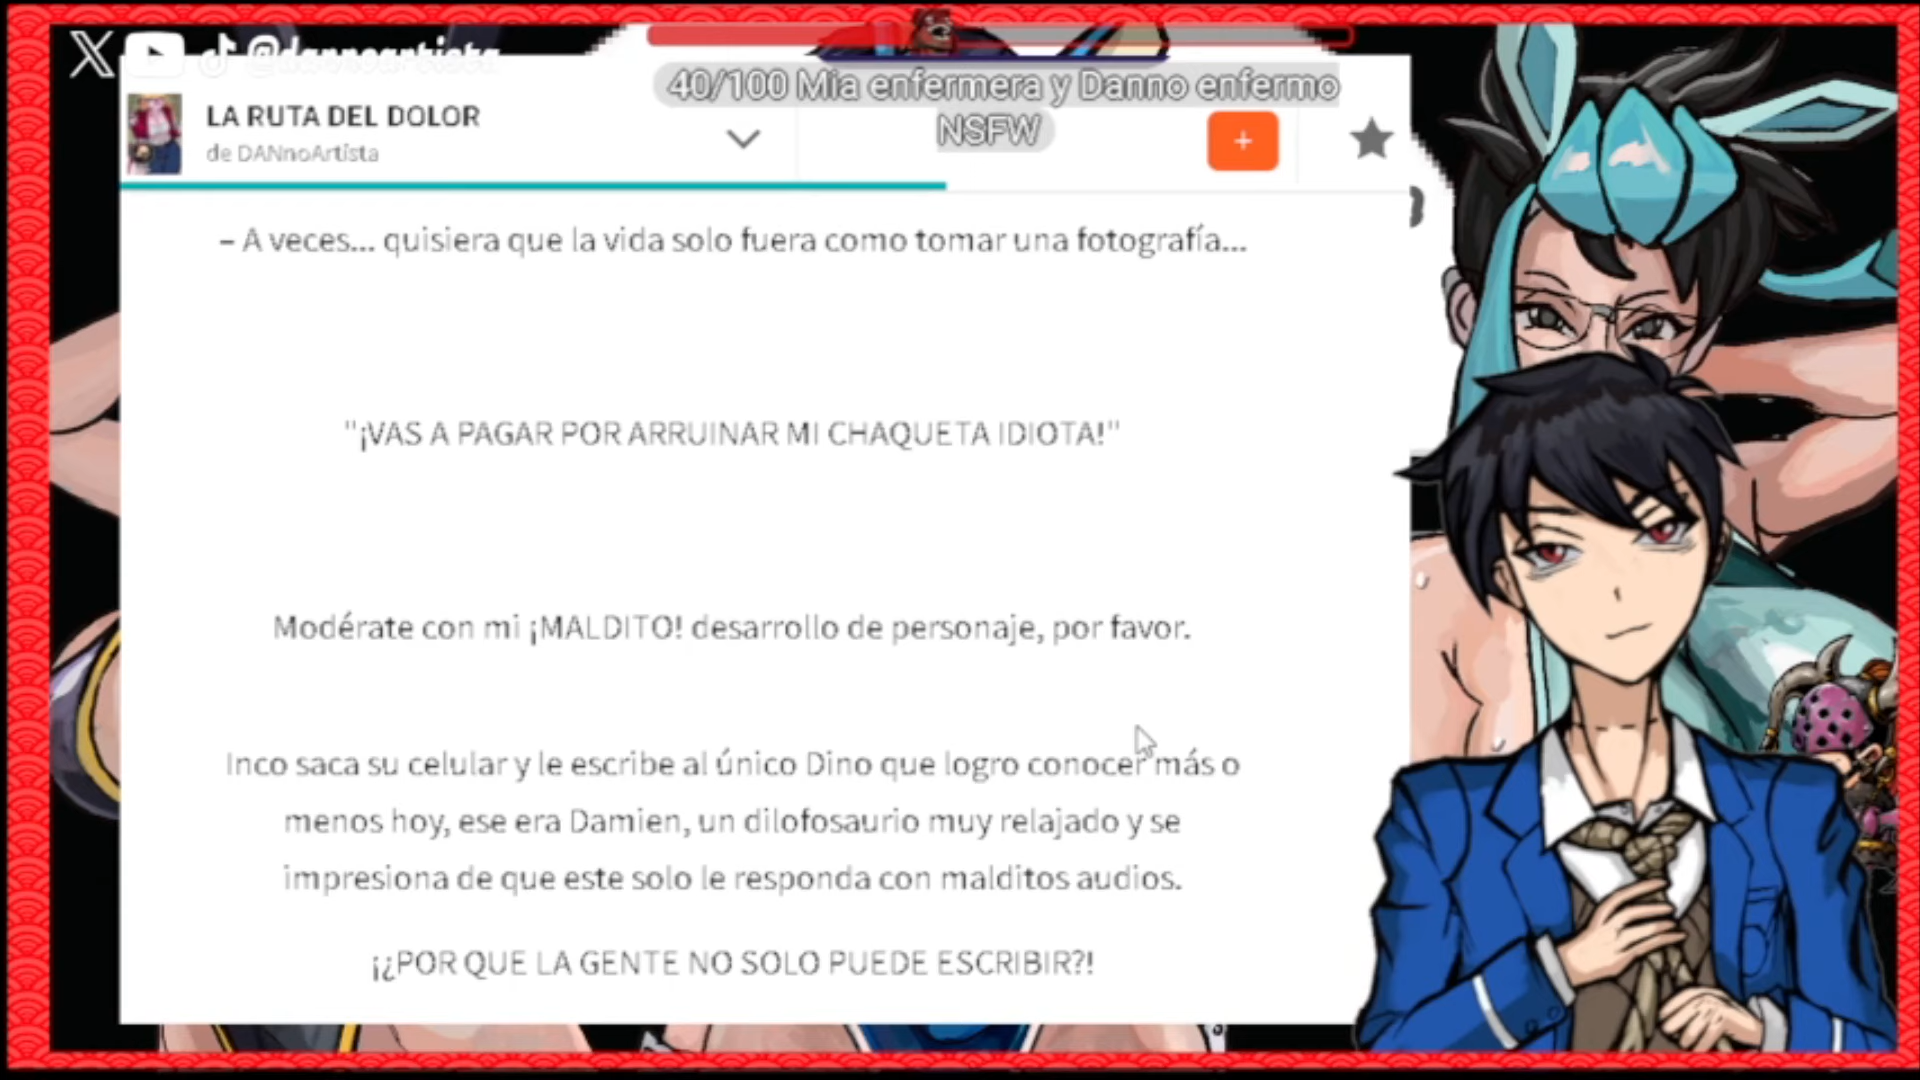 @dannoartista
40/100 Mia enfermera y Danno enfermo
NSFW
LA RUTA DEL DOLOR
de DANnoArtista
– A veces... quisiera que la vida solo fuera como tomar una fotografía...
"¡VAS A PAGAR POR ARRUINAR MI CHAQUETA IDIOTA!"
Modérate con mi ¡MALDITO! desarrollo de personaje, por favor.
Inco saca su celular y le escribe al único Dino que logro conocer más o
menos hoy, ese era Damien, un dilofosaurio muy relajado y se
impresiona de que este solo le responda con malditos audios.
¡¿POR QUE LA GENTE NO SOLO PUEDE ESCRIBIR?!